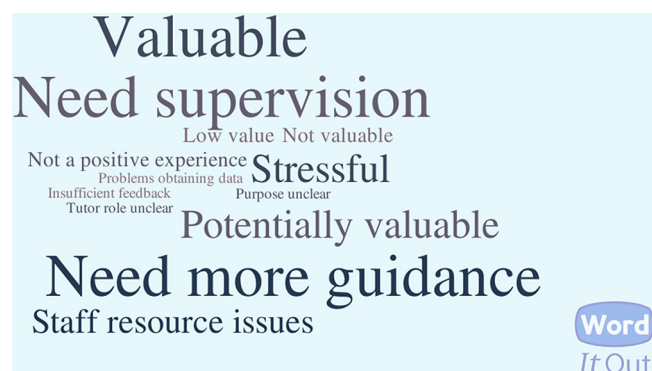 Valuable
Need supervision
Low value Not valuable
Not a positive experience Stressful
Problems obtaining data
Insufficient feedback Purpose unclear
Tutor role unclear
Potentially valuable
Need more guidance
Staff resource issues
Word
It Out